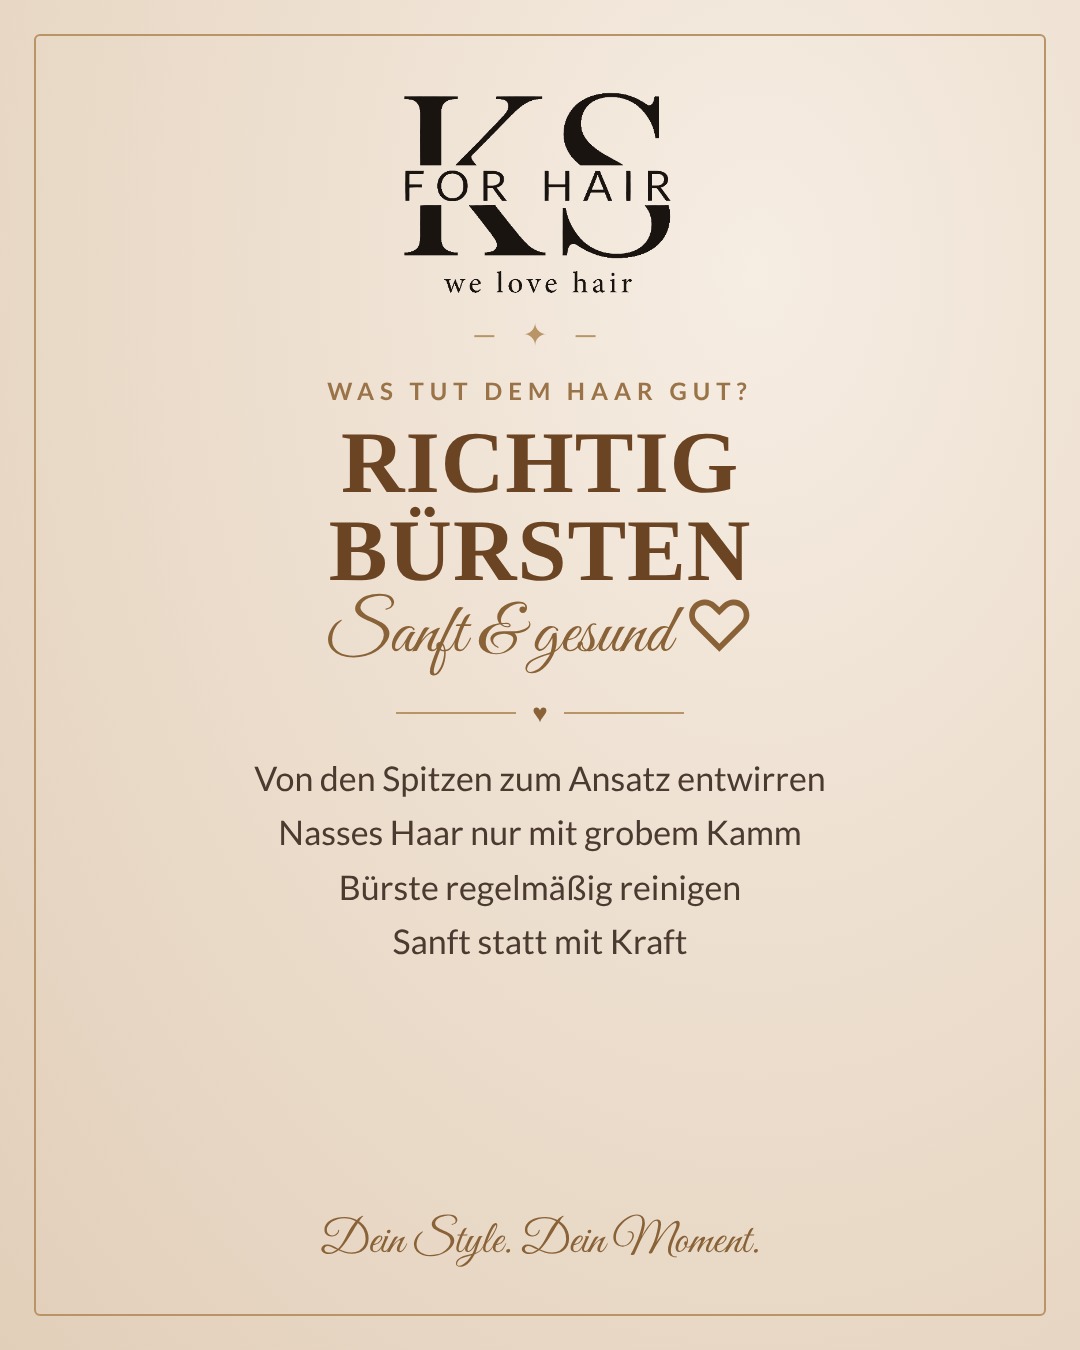 KS
FOR HAIR
we love hair
WAS TUT DEM HAAR GUT?
RICHTIG
BÜRSTEN
Sanft & gesund♡
Von den Spitzen zum Ansatz entwirren
Nasses Haar nur mit grobem Kamm
Bürste regelmäßig reinigen
Sanft statt mit Kraft
Dein Style. Dein Moment.